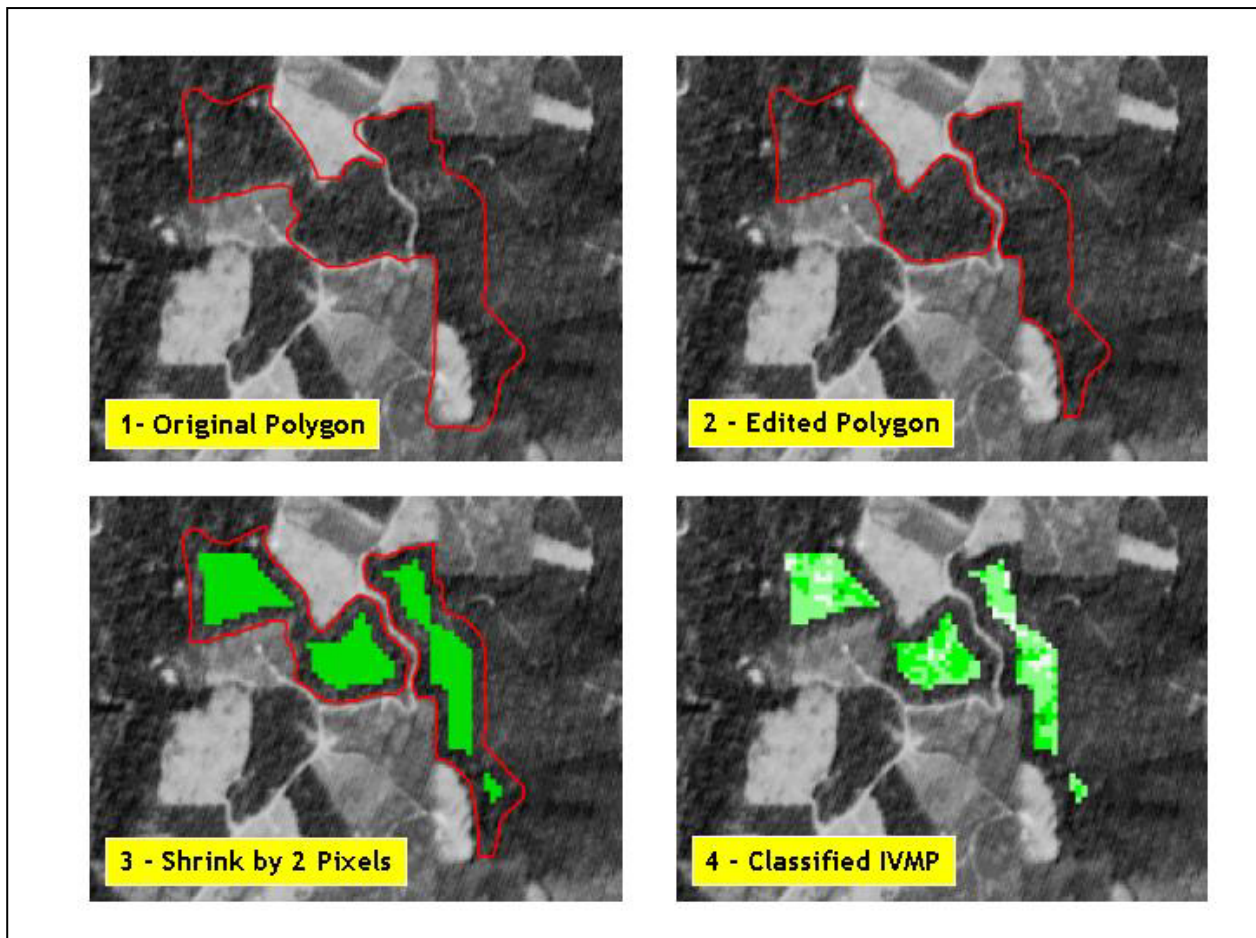 1- Original Polygon
2 - Edited Polygon
3 - Shrink by 2 Pixels
4 - Classified IVMP